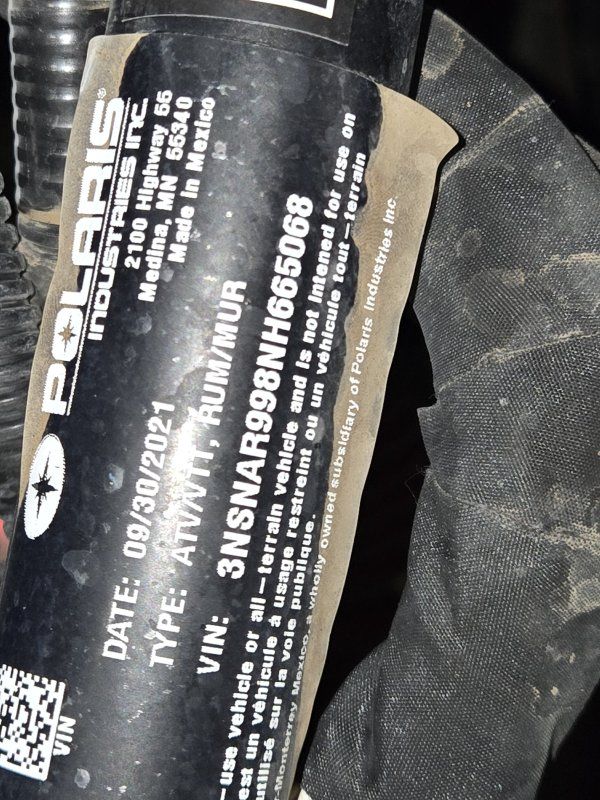 POLARIS®
INDUSTRIES INC.
2100 Highway 55
Medina, MN 55340
Made in Mexico
DATE: 09/30/2021
TYPE: ATV/VTT, RUM/MUR
VIN: 3NSNAR998NH665068
-use vehicle or all-terrain vehicle and is not intened for use on
est un véhicule à usage restreint ou un véhicule tout-terrain
utilisé sur la voie publique.
-Monterrey Mexico, a wholly owned subsidiary of Polaris Industries Inc.
VIN